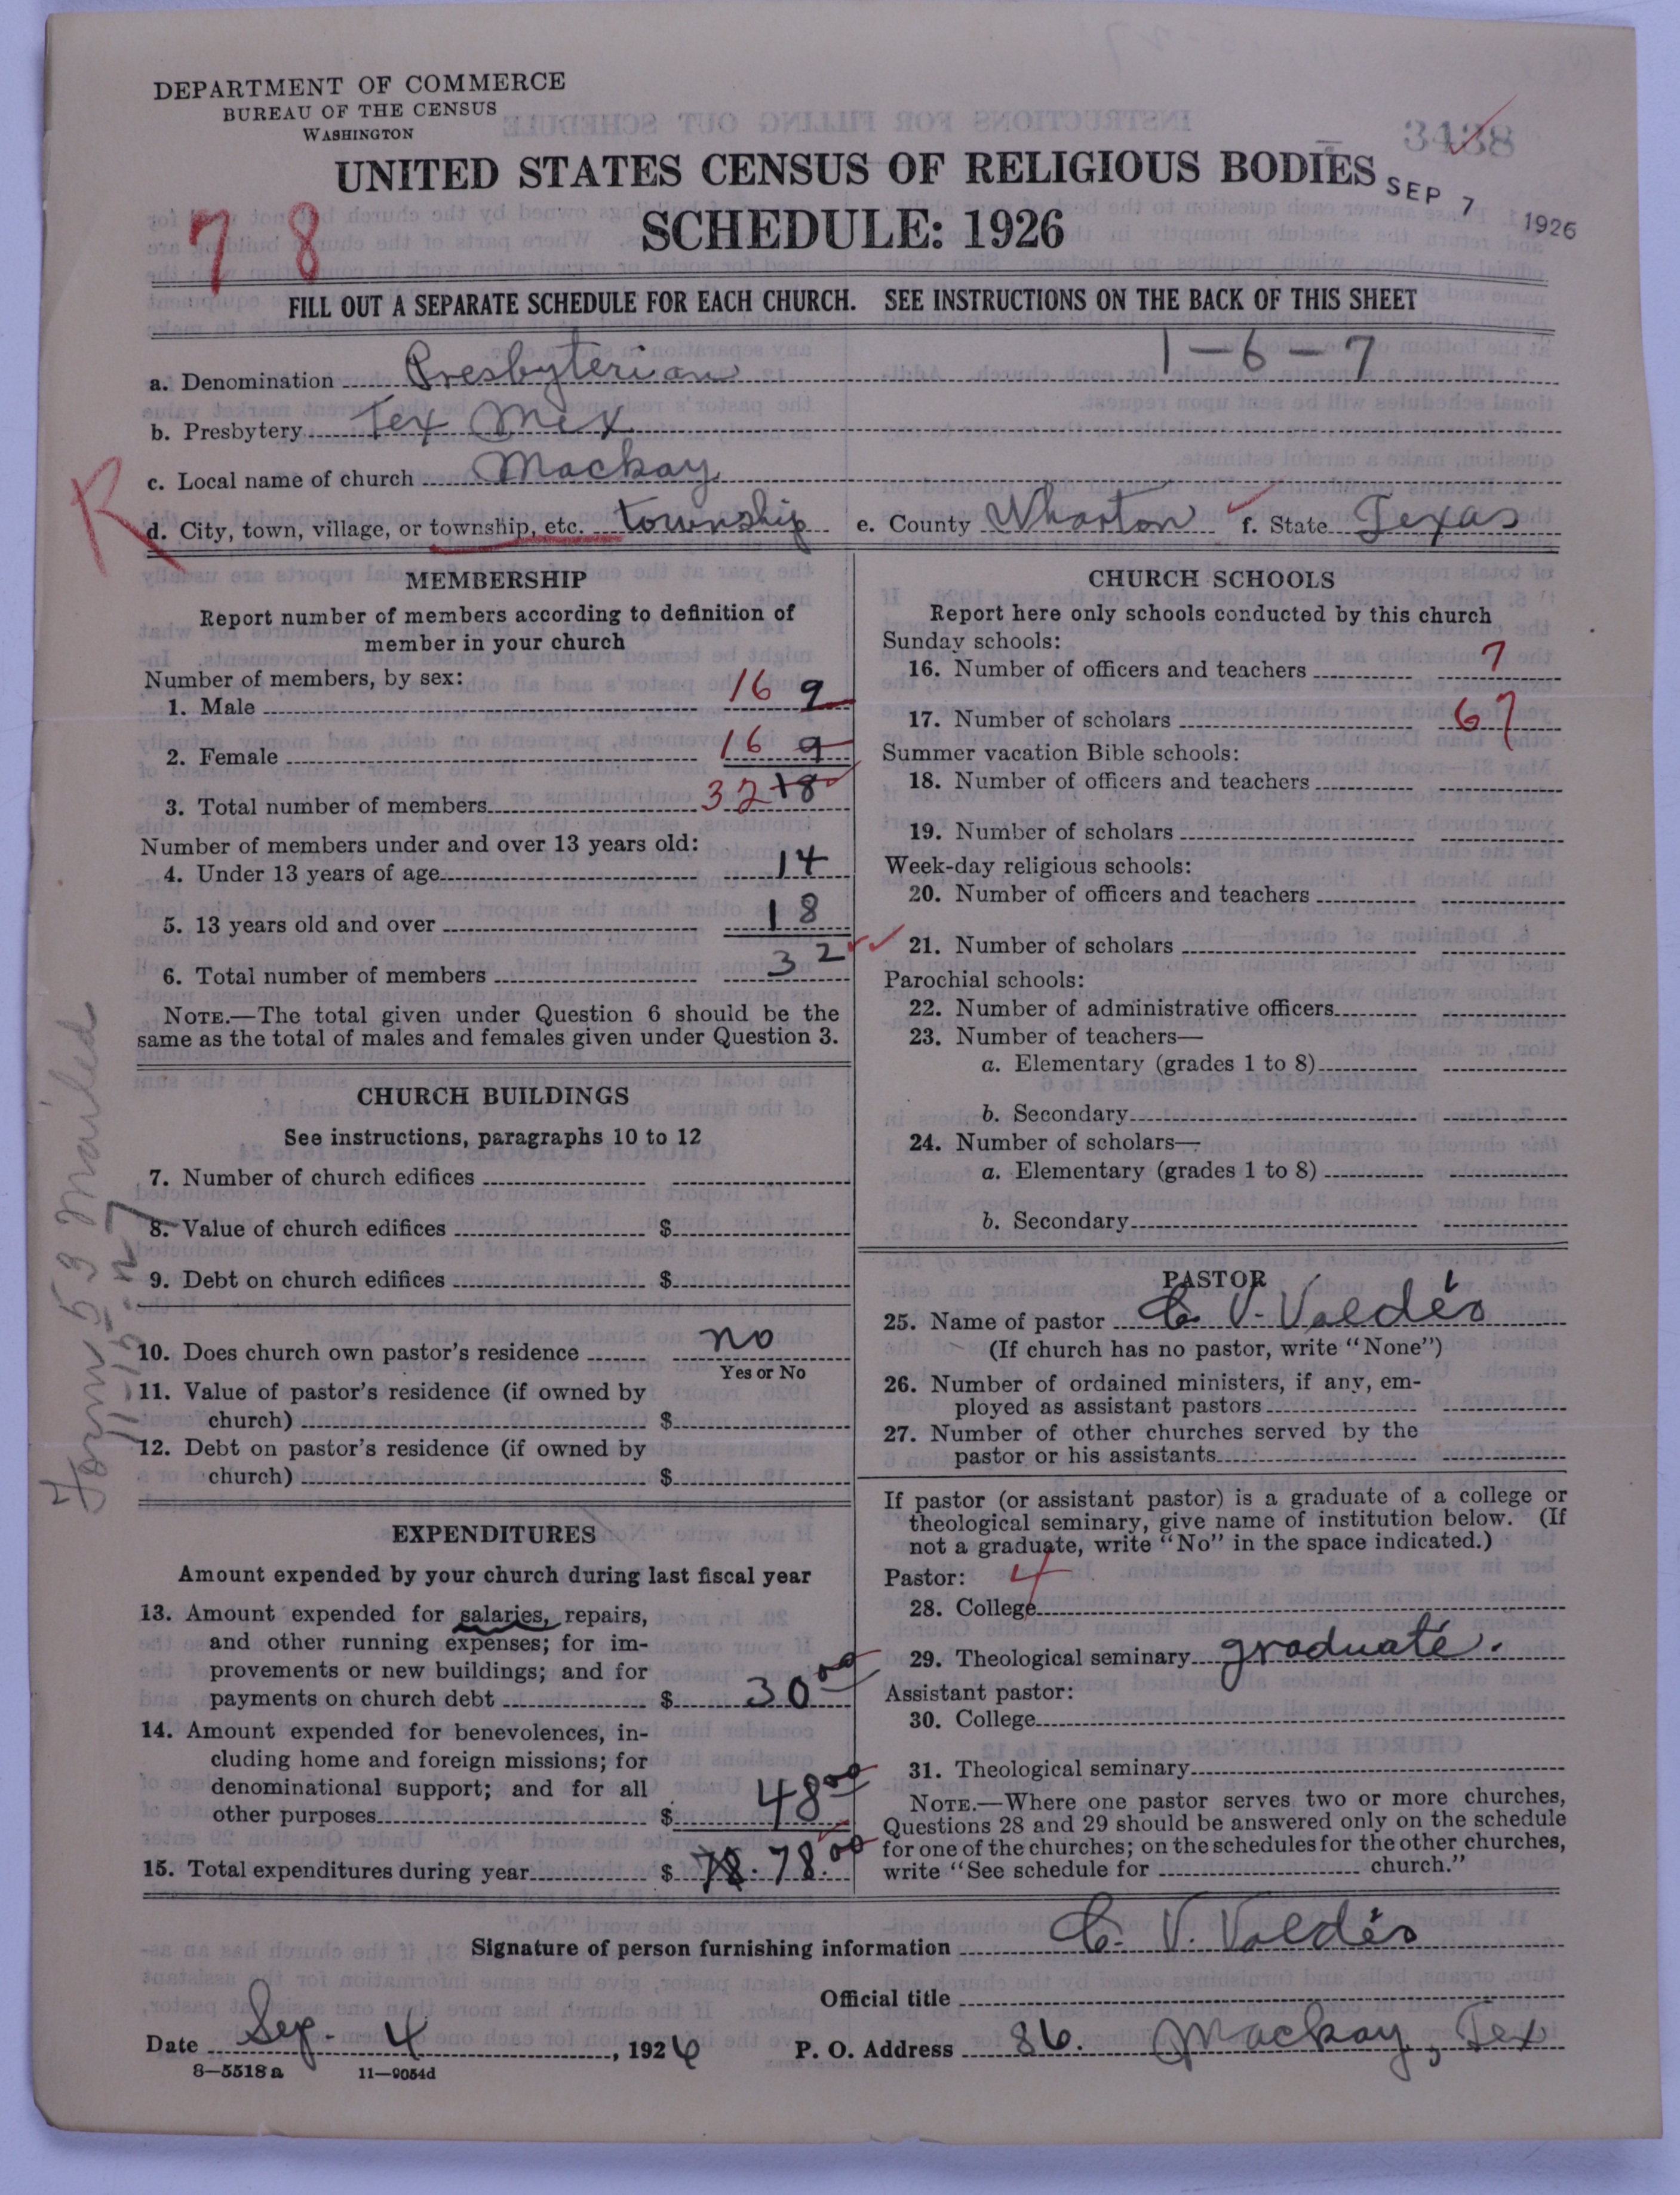 DEPARTMENT OF COMMERCE
BUREAU OF THE CENSUS
WASHINGTON
3438
UNITED STATES CENSUS OF RELIGIOUS BODIES
SEP 7 1926
78
SCHEDULE: 1926
FILL OUT A SEPARATE SCHEDULE FOR EACH CHURCH. SEE INSTRUCTIONS ON THE BACK OF THIS SHEET
1-6-7
a. Denomination Presbyterian
b. Presbytery Tex Mex
c. Local name of church Mackay
R
d. City, town, village, or township, etc. township e. County Wharton f. State Texas
MEMBERSHIP
Report number of members according to definition of
member in your church
Number of members, by sex:
1. Male 16 9
2. Female 16 9
3. Total number of members 32 18
Number of members under and over 13 years old:
4. Under 13 years of age 14
5. 13 years old and over 18
6. Total number of members 32
NOTE.—The total given under Question 6 should be the
same as the total of males and females given under Question 3.
CHURCH BUILDINGS
See instructions, paragraphs 10 to 12
7. Number of church edifices
8. Value of church edifices $
9. Debt on church edifices $
10. Does church own pastor's residence no
Yes or No
11. Value of pastor's residence (if owned by
church) $
12. Debt on pastor's residence (if owned by
church) $
EXPENDITURES
Amount expended by your church during last fiscal year
13. Amount expended for salaries, repairs,
and other running expenses; for im-
provements or new buildings; and for
payments on church debt $ 30 00
14. Amount expended for benevolences, in-
cluding home and foreign missions; for
denominational support; and for all
other purposes $ 48 00
15. Total expenditures during year $ 78. 78.00
Form 53 Mailed
11-15-27
CHURCH SCHOOLS
Report here only schools conducted by this church
Sunday schools:
16. Number of officers and teachers 7
17. Number of scholars 67
Summer vacation Bible schools:
18. Number of officers and teachers
19. Number of scholars
Week-day religious schools:
20. Number of officers and teachers
21. Number of scholars
Parochial schools:
22. Number of administrative officers
23. Number of teachers—
a. Elementary (grades 1 to 8)
b. Secondary
24. Number of scholars—
a. Elementary (grades 1 to 8)
b. Secondary
PASTOR
25. Name of pastor C. V. Valdés
(If church has no pastor, write "None")
26. Number of ordained ministers, if any, em-
ployed as assistant pastors
27. Number of other churches served by the
pastor or his assistants
If pastor (or assistant pastor) is a graduate of a college or
theological seminary, give name of institution below. (If
not a graduate, write "No" in the space indicated.)
Pastor: 4
28. College
29. Theological seminary graduate.
Assistant pastor:
30. College
31. Theological seminary
NOTE.—Where one pastor serves two or more churches,
Questions 28 and 29 should be answered only on the schedule
for one of the churches; on the schedules for the other churches,
write "See schedule for church."
Signature of person furnishing information C. V. Valdés
Official title
Date Sep. 4, 1926 P. O. Address 86. Mackay, Tex
8—5518 a 11—9054d